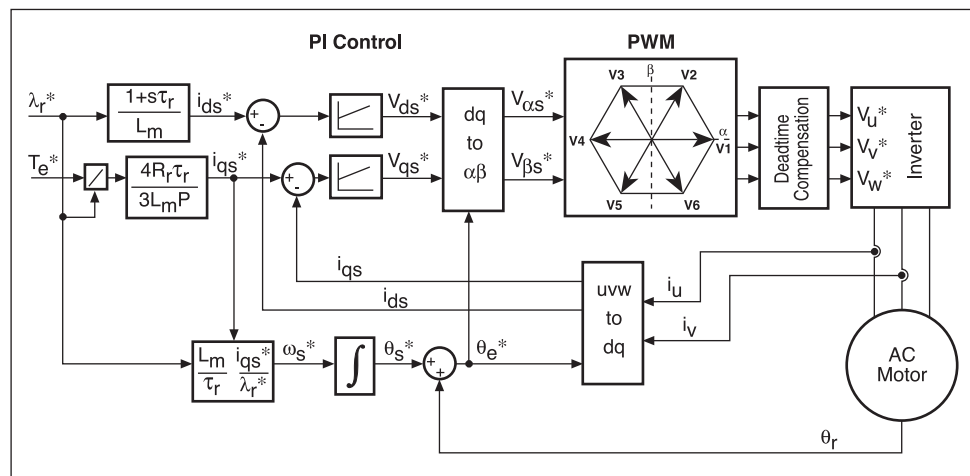 PI Control
PWM
λr*
1+sτr
Lm
ids*
+
-
Vds*
dq
to
αβ
Vαs*
V3
β
V2
V4
α
V1
V5
V6
Deadtime
Compensation
Vu*
Vv*
Vw*
Inverter
Te*
4Rrτr
3LmP
iqs*
+
-
Vqs*
Vβs*
iqs
ids
uvw
to
dq
iu
iv
Lm iqs*
τr λr*
ωs*
∫
θs*
+
+
θe*
AC
Motor
θr